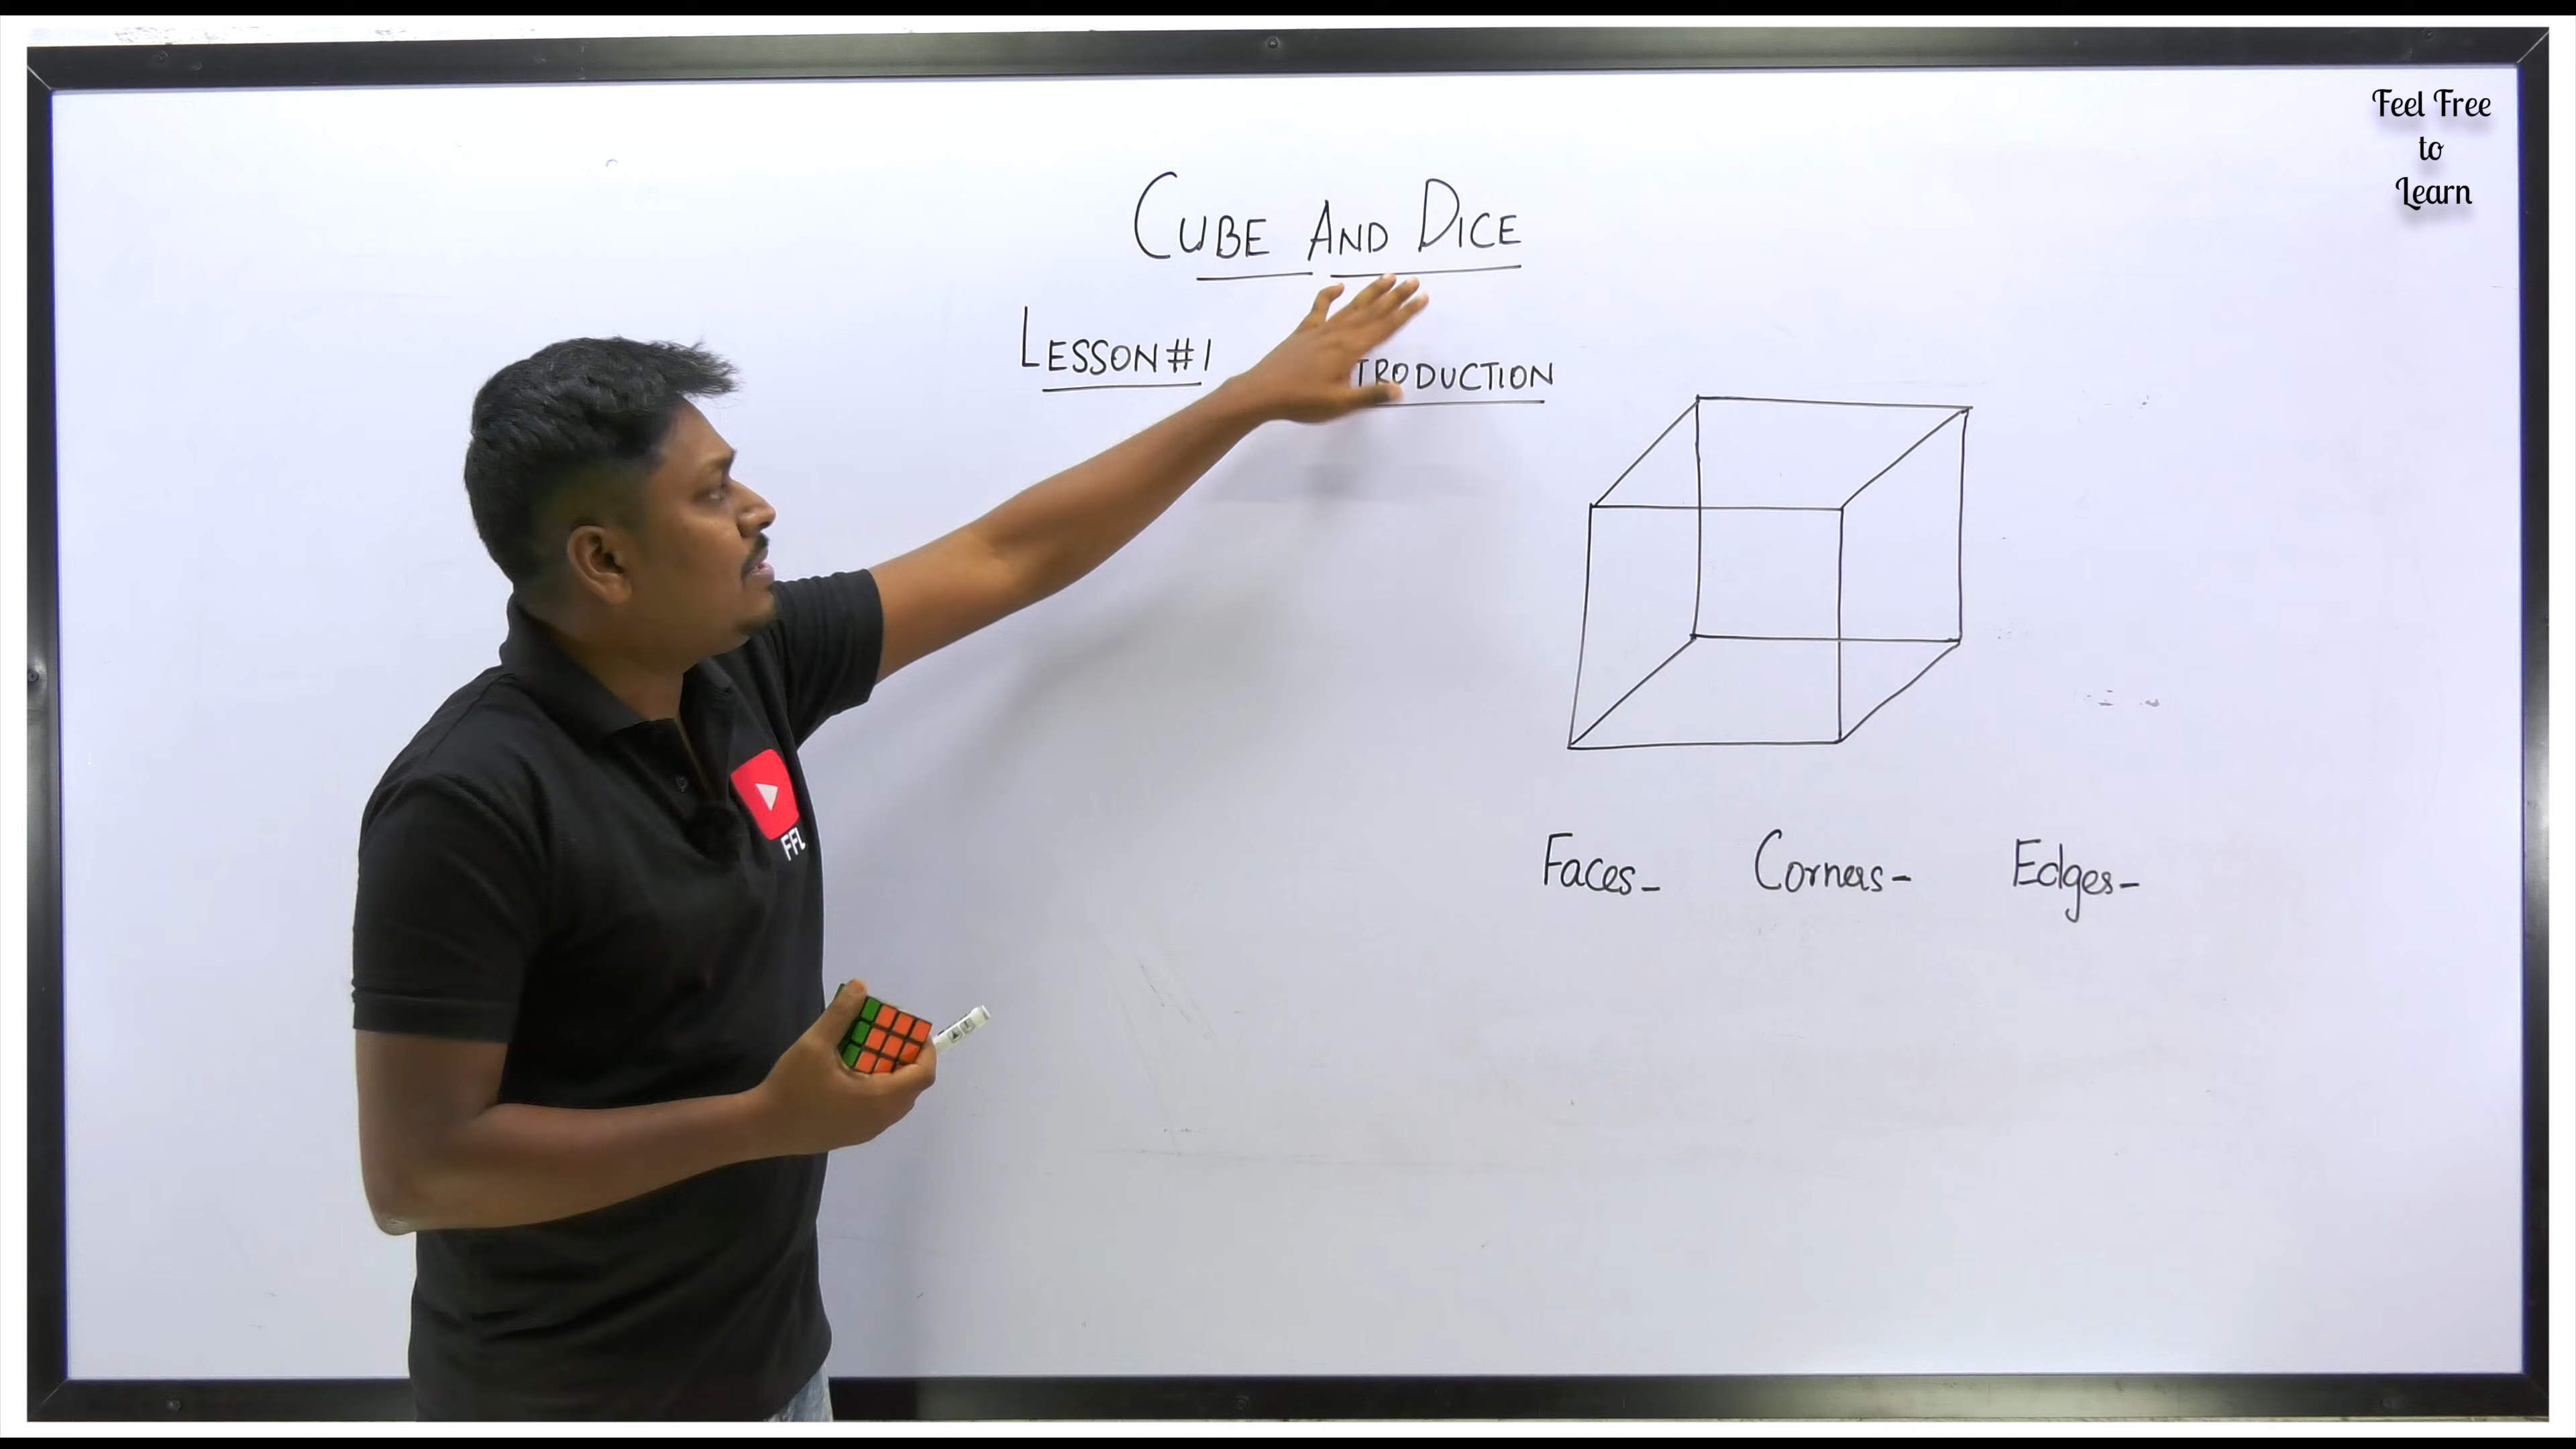 Feel Free
to
Learn
CUBE AND DICE
LESSON#1
TRODUCTION
FFL
Faces- Corners- Edges-